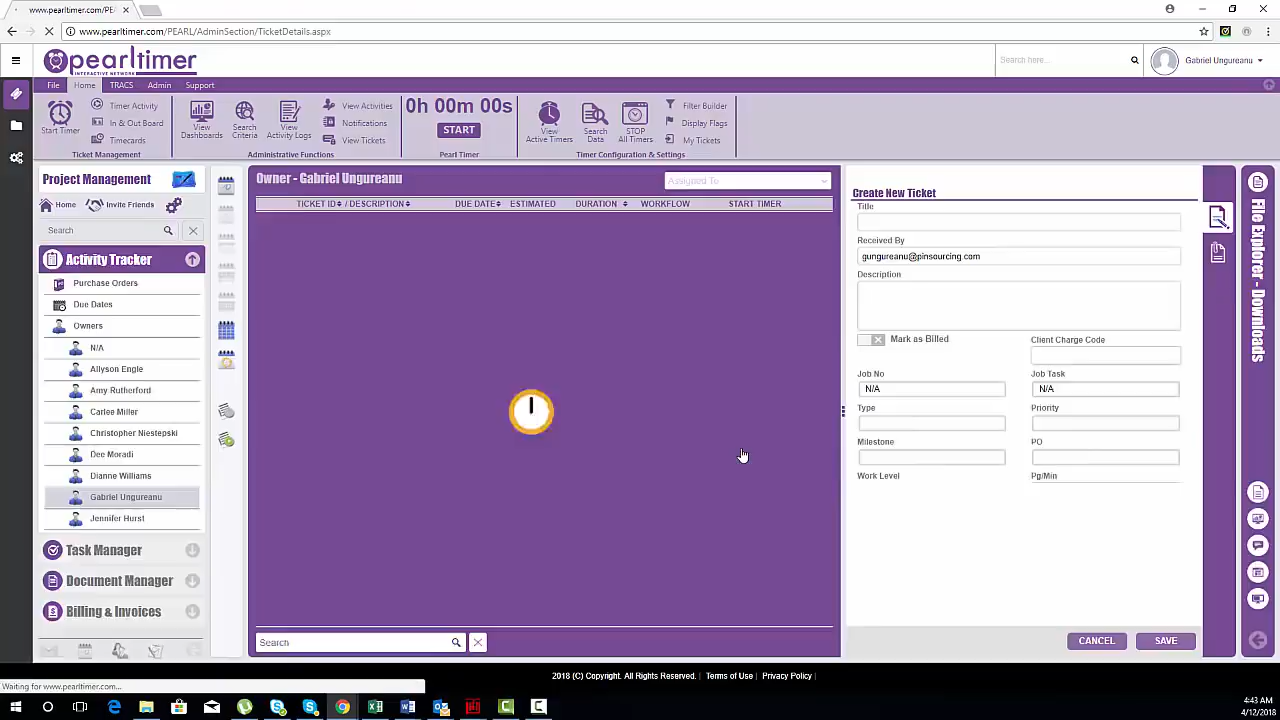 www.pearltimer.com/PE/
www.pearltimer.com/PEARL/AdminSection/TicketDetails.aspx
pearltimer
INTERACTIVE NETWORK
Search here...
Gabriel Ungureanu
File Home TRACS Admin Support
Start Timer
Timer Activity
In & Out Board
Timecards
Ticket Management
View Dashboards
Search Criteria
View Activity Logs
View Activities
Notifications
View Tickets
Administrative Functions
0h 00m 00s
START
Pearl Timer
View Active Timers
Search Data
STOP All Timers
Filter Builder
Display Flags
My Tickets
Timer Configuration & Settings
Project Management
Home Invite Friends
Search
Activity Tracker
Purchase Orders
Due Dates
Owners
N/A
Allyson Engle
Amy Rutherford
Carlee Miller
Christopher Niestepski
Dee Moradi
Dianne Williams
Gabriel Ungureanu
Jennifer Hurst
Task Manager
Document Manager
Billing & Invoices
Owner - Gabriel Ungureanu
Assigned To
TICKET ID / DESCRIPTION DUE DATE ESTIMATED DURATION WORKFLOW START TIMER
Search
Create New Ticket
Title
Received By
gungureanu@pinsourcing.com
Description
Mark as Billed
Client Charge Code
Job No Job Task
N/A N/A
Type Priority
Milestone PO
Work Level Pg/Min
CANCEL SAVE
File Explorer - Downloads
2018 (C) Copyright. All Rights Reserved. | Terms of Use | Privacy Policy |
Waiting for www.pearltimer.com...
4:43 AM
4/12/2018